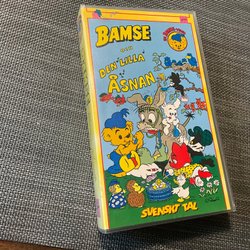 BAMSE
OCH
DEN LILLA
ÅSNAN
SVENSKT TAL